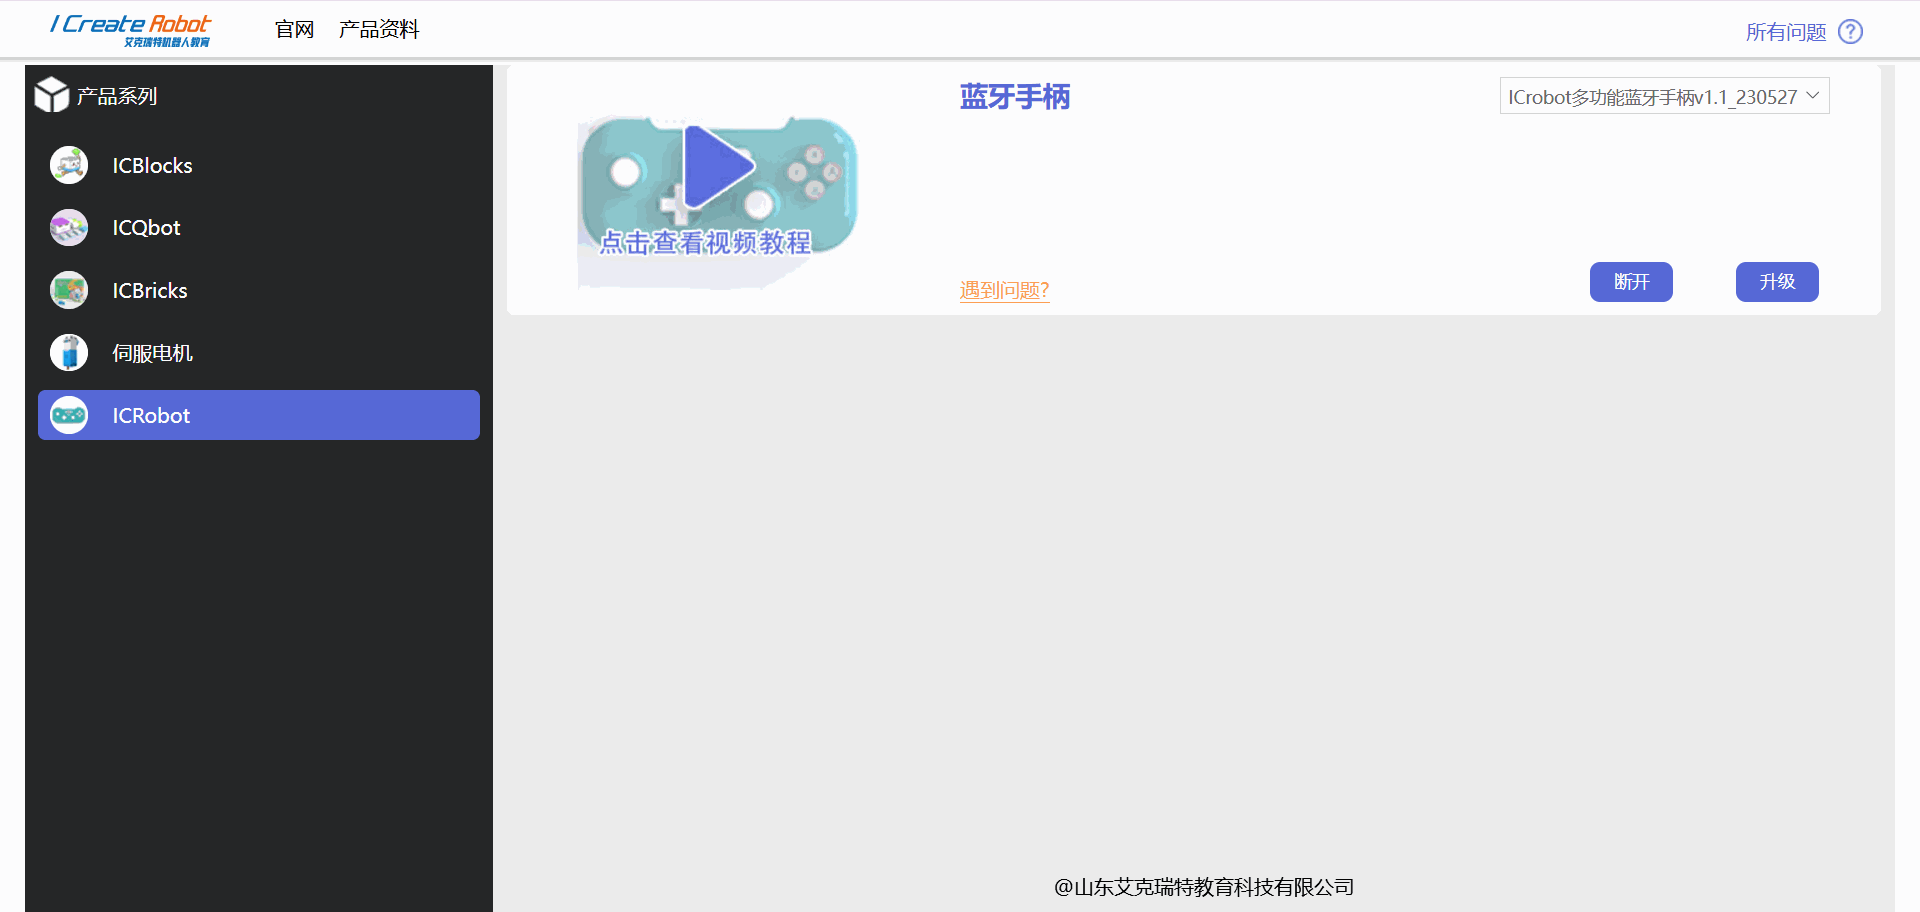 I Create Robot
艾克瑞特机器人教育
官网 产品资料
所有问题 ?
产品系列
ICBlocks
ICQbot
ICBricks
伺服电机
ICRobot
蓝牙手柄
ICrobot多功能蓝牙手柄v1.1_230527
点击查看视频教程
遇到问题?
断开 升级
@山东艾克瑞特教育科技有限公司